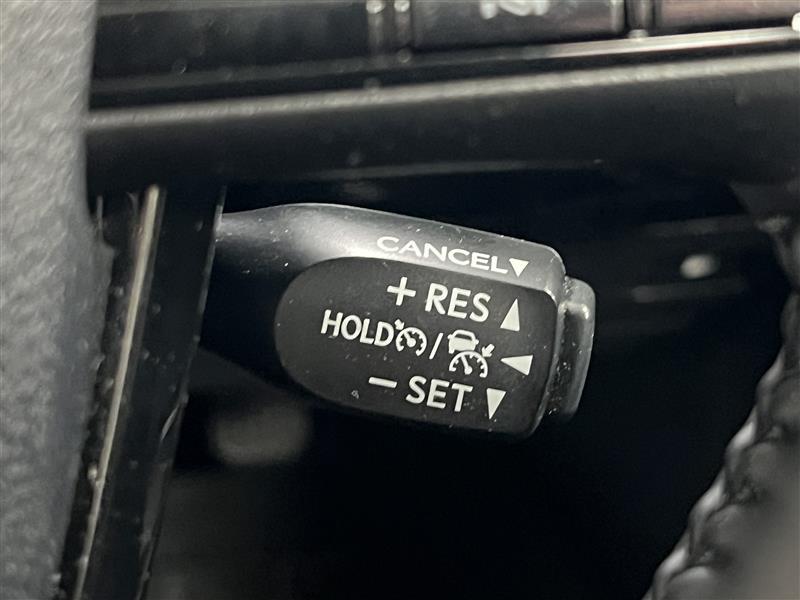 CANCEL▼
+ RES ▲
HOLD / ◀
− SET ▼